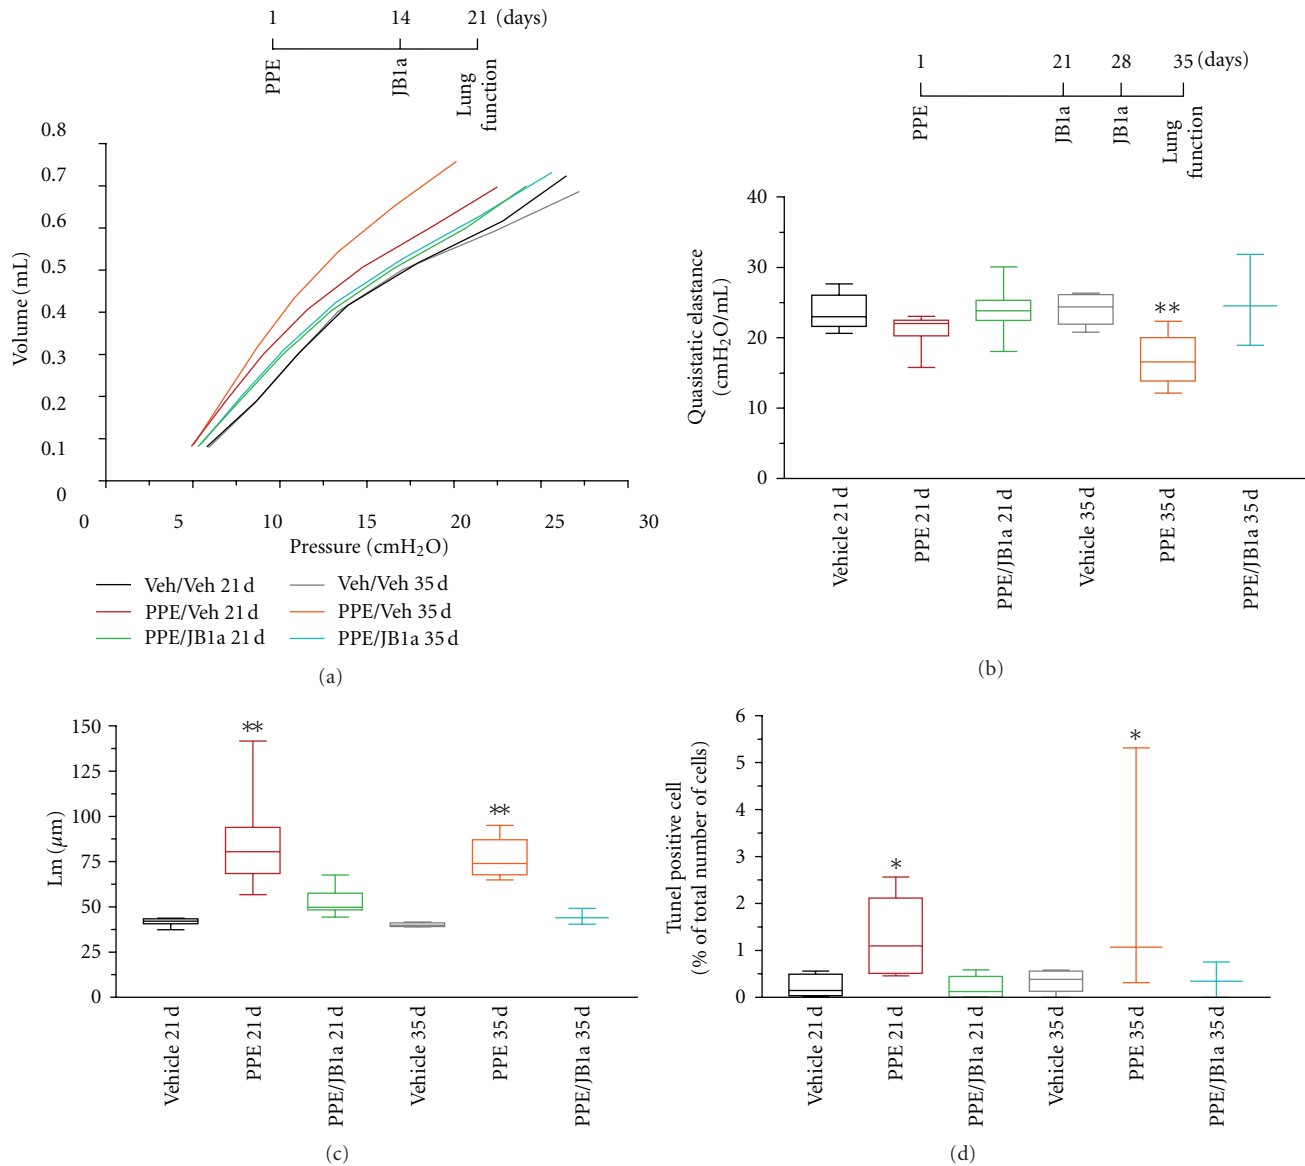 1 14 21 (days)
PPE
JB1a
Lung
function
0.8
0.7
0.6
0.5
0.4
0.3
0.2
0.1
0
Volume (mL)
0 5 10 15 20 25 30
Pressure (cmH₂O)
Veh/Veh 21 d
PPE/Veh 21 d
PPE/JB1a 21 d
Veh/Veh 35 d
PPE/Veh 35 d
PPE/JB1a 35 d
(a)
1 21 28 35 (days)
PPE
JB1a
JB1a
Lung
function
40
30
20
10
0
Quasistatic elastance
(cmH₂O/mL)
**
Vehicle 21 d
PPE 21 d
PPE/JB1a 21 d
Vehicle 35 d
PPE 35 d
PPE/JB1a 35 d
(b)
150
125
100
75
50
25
0
Lm (μm)
**
**
Vehicle 21 d
PPE 21 d
PPE/JB1a 21 d
Vehicle 35 d
PPE 35 d
PPE/JB1a 35 d
(c)
6
5
4
3
2
1
0
Tunel positive cell
(% of total number of cells)
*
*
Vehicle 21 d
PPE 21 d
PPE/JB1a 21 d
Vehicle 35 d
PPE 35 d
PPE/JB1a 35 d
(d)